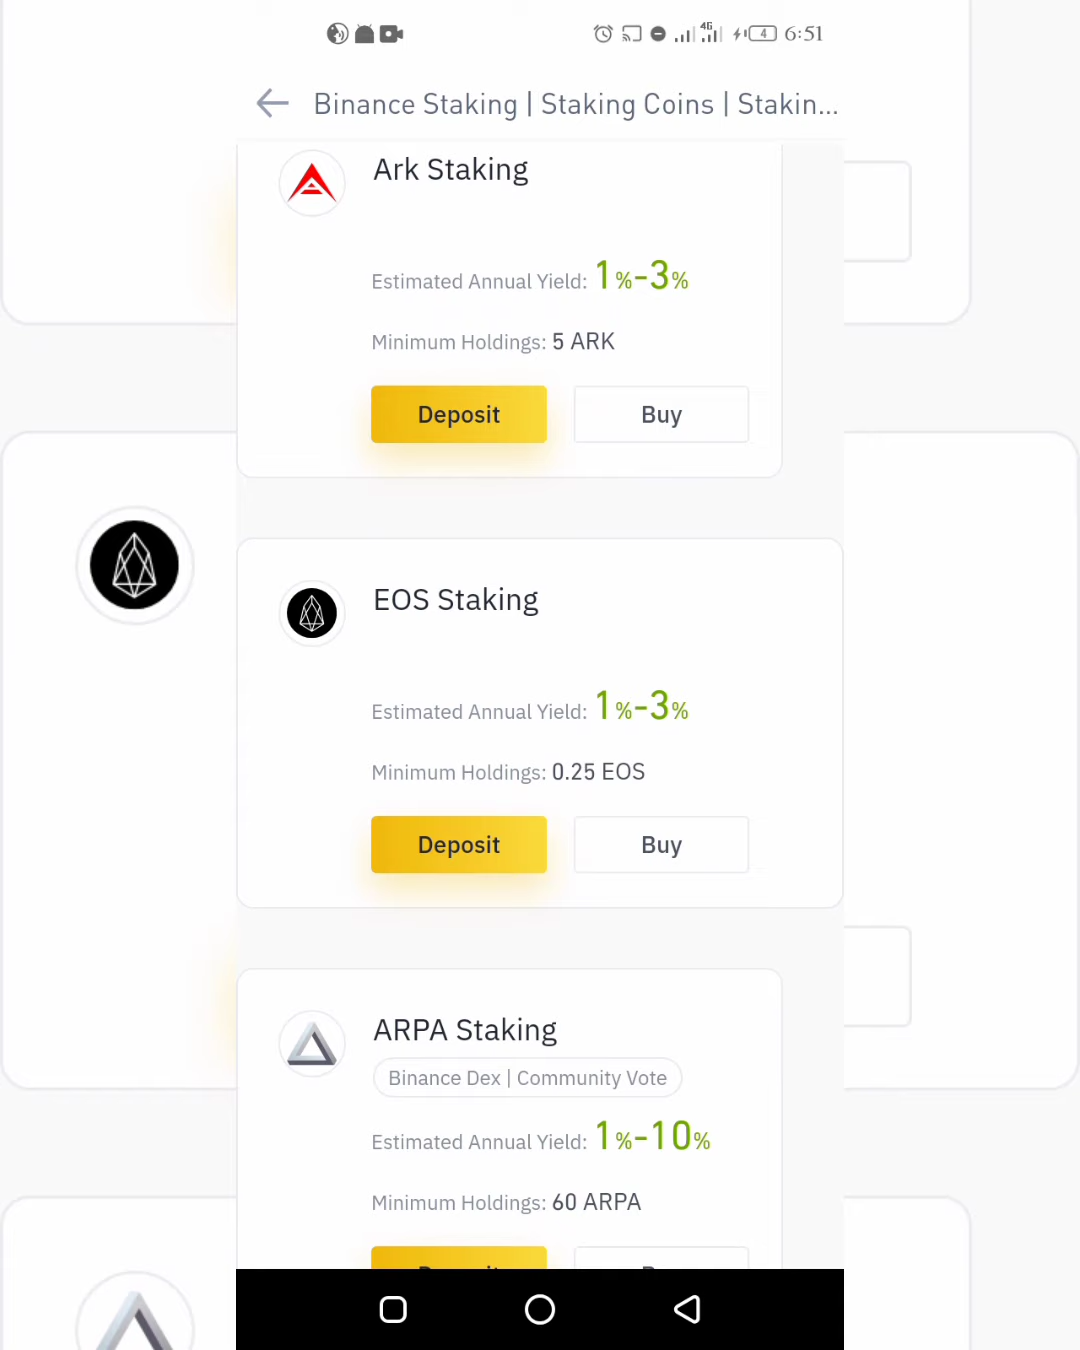 4G 4 6:51
Binance Staking | Staking Coins | Stakin...
Ark Staking
Estimated Annual Yield: 1%-3%
Minimum Holdings: 5 ARK
Deposit Buy
EOS Staking
Estimated Annual Yield: 1%-3%
Minimum Holdings: 0.25 EOS
Deposit Buy
ARPA Staking
Binance Dex | Community Vote
Estimated Annual Yield: 1%-10%
Minimum Holdings: 60 ARPA